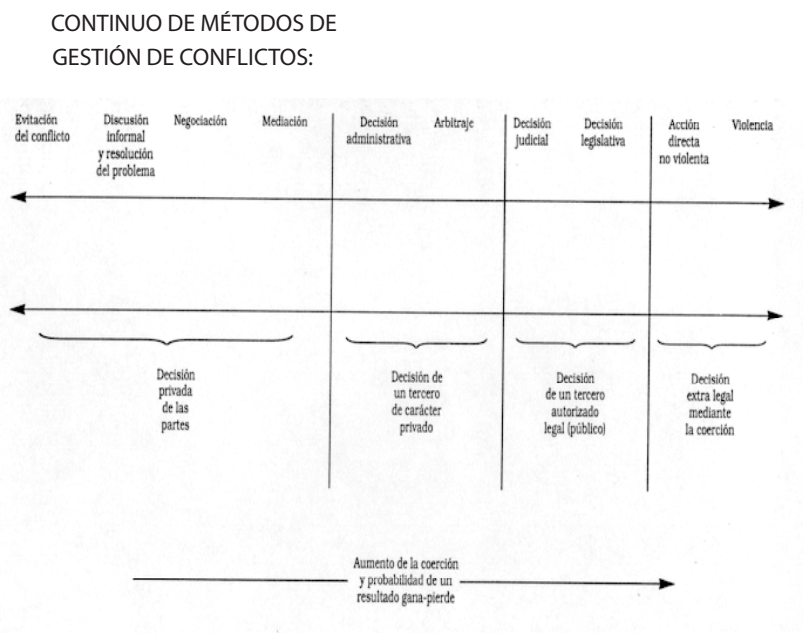 CONTINUO DE MÉTODOS DE
GESTIÓN DE CONFLICTOS:
Evitación
del conflicto
Discusión
informal
y resolución
del problema
Negociación
Mediación
Decisión
administrativa
Arbitraje
Decisión
judicial
Decisión
legislativa
Acción
directa
no violenta
Violencia
Decisión
privada
de las
partes
Decisión de
un tercero
de carácter
privado
Decisión
de un tercero
autorizado
legal (público)
Decisión
extra legal
mediante
la coerción
Aumento de la coerción
y probabilidad de un
resultado gana-pierde